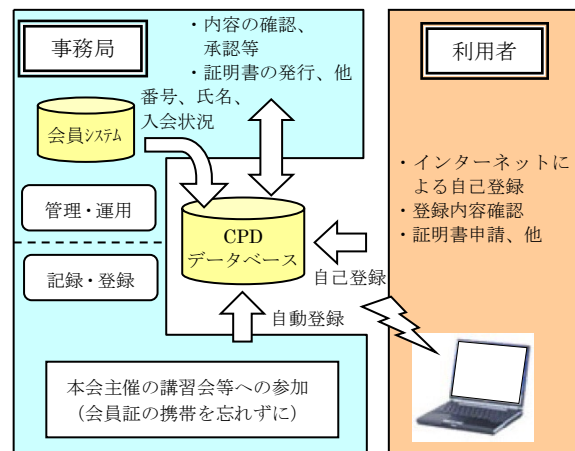 事務局
・内容の確認、
承認等
・証明書の発行、他
番号、氏名、
入会状況
会員システム
管理・運用
記録・登録
CPD
データベース
自己登録
自動登録
本会主催の講習会等への参加
（会員証の携帯を忘れずに）
利用者
・インターネットに
よる自己登録
・登録内容確認
・証明書申請、他